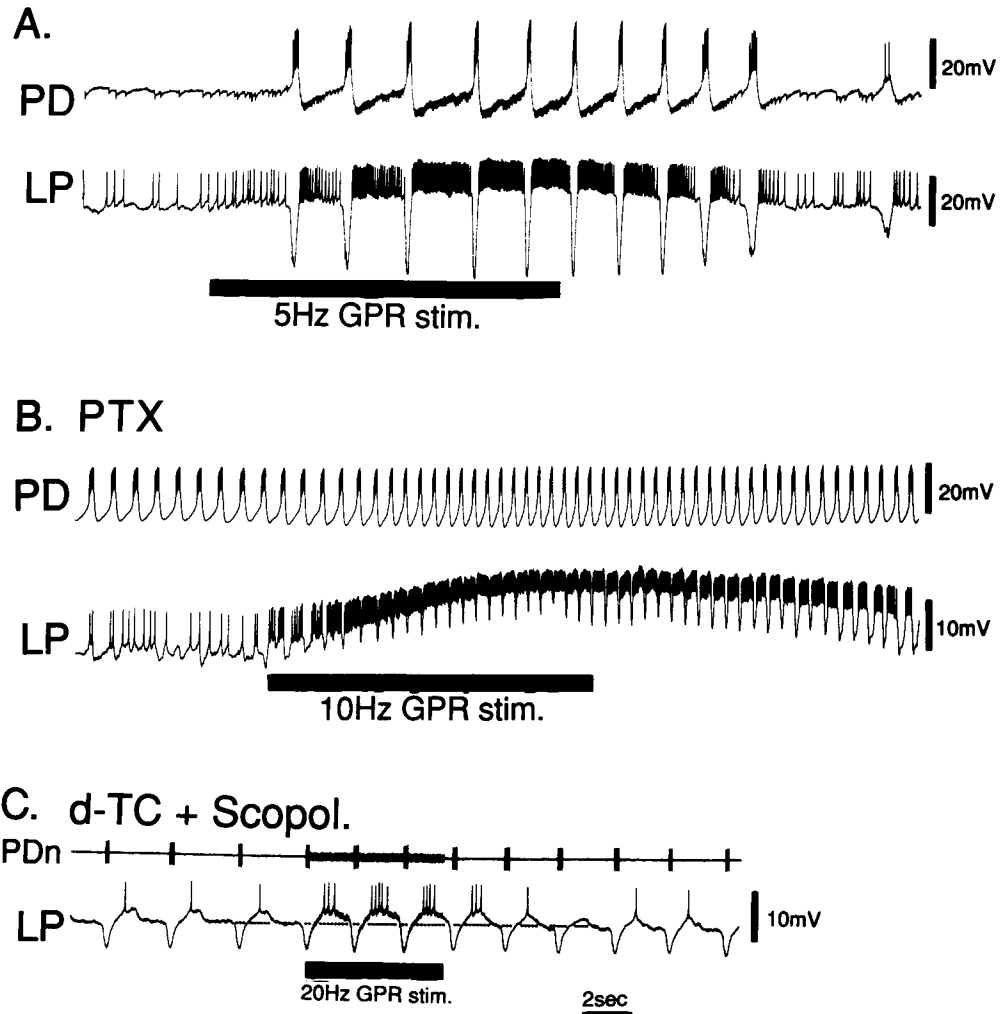 A.
PD
20mV
LP
20mV
5Hz GPR stim.
B. PTX
PD
20mV
LP
10mV
10Hz GPR stim.
C. d-TC + Scopol.
PDn
LP
10mV
20Hz GPR stim.
2sec